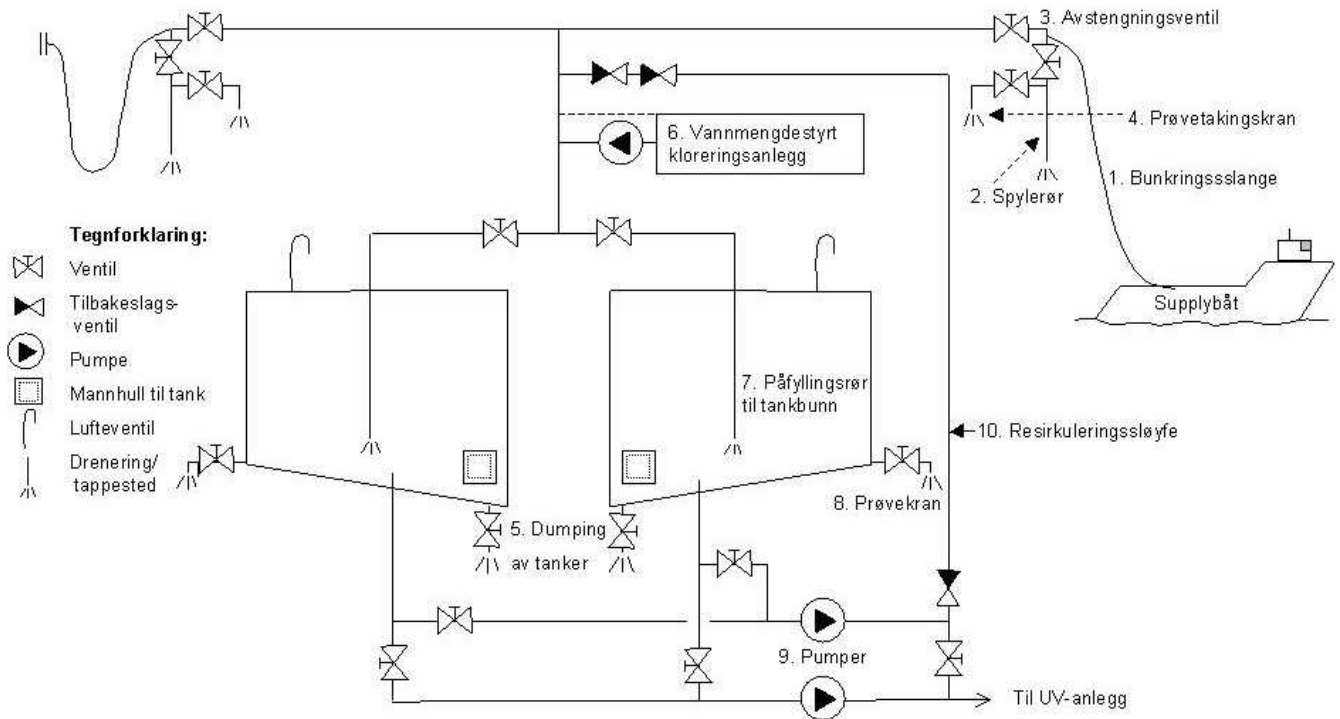 3. Avstengningsventil
6. Vannmengdestyrt
kloreringsanlegg
4. Prøvetakingskran
2. Spylerør
1. Bunkringssslange
Supplybåt
Tegnforklaring:
Ventil
Tilbakeslags-
ventil
Pumpe
Mannhull til tank
Lufteventil
Drenering/
tappested
7. Påfyllingsrør
til tankbunn
10. Resirkuleringssløyfe
8. Prøvekran
5. Dumping
av tanker
9. Pumper
Til UV-anlegg